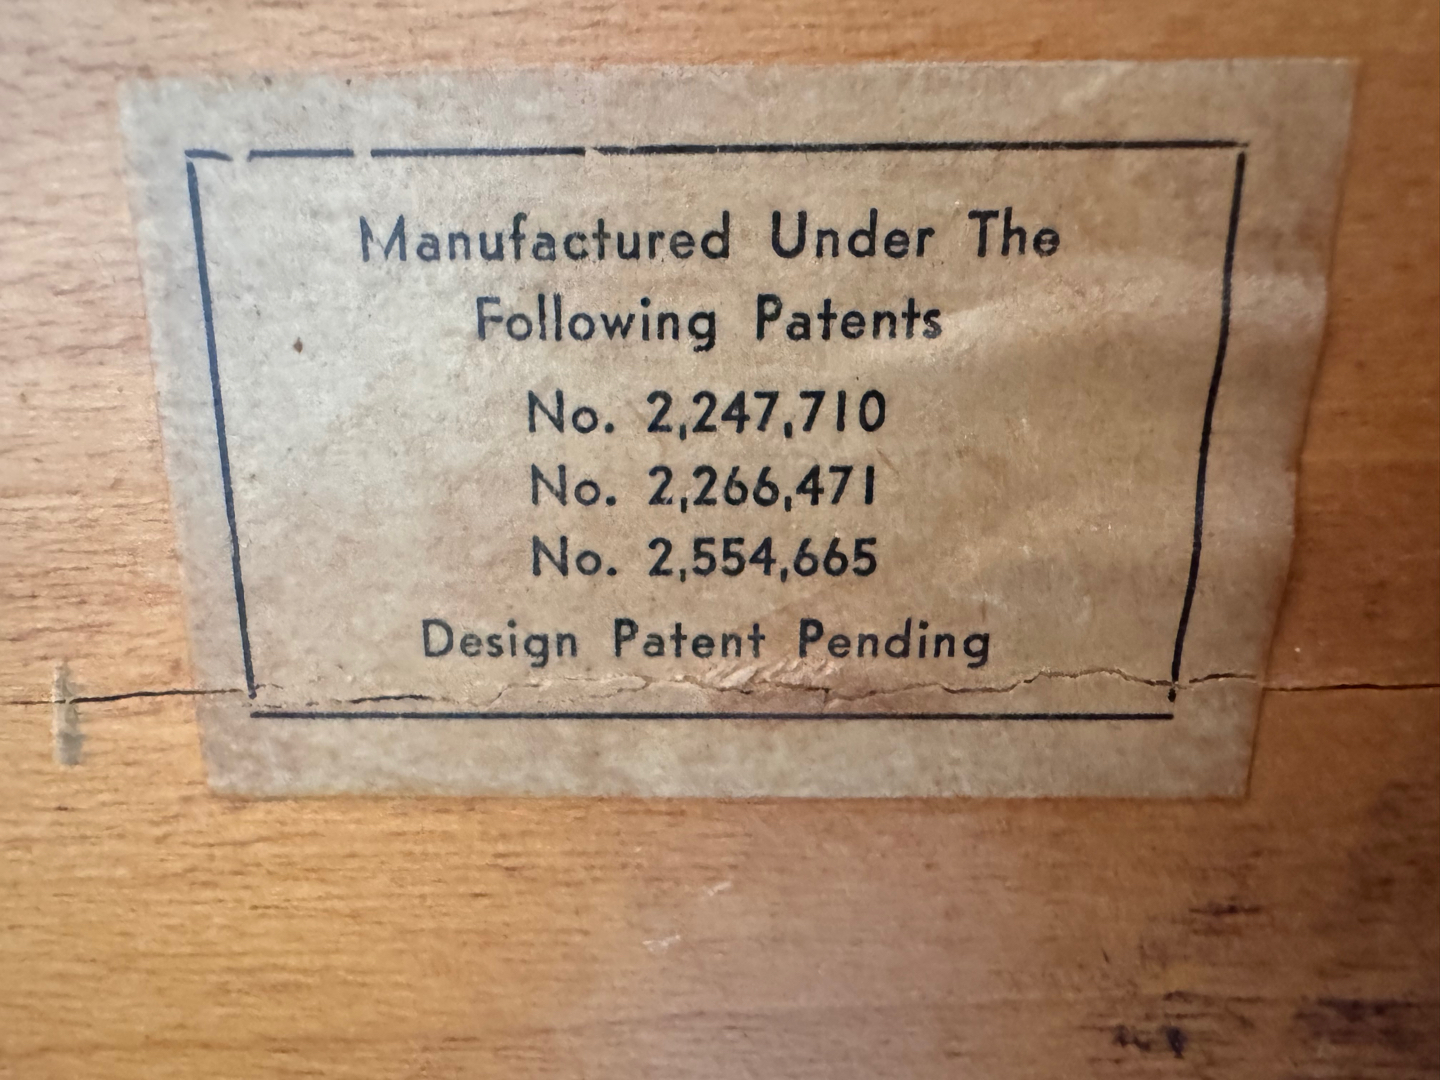 Manufactured Under The
Following Patents
No. 2,247,710
No. 2,266,471
No. 2,554,665
Design Patent Pending